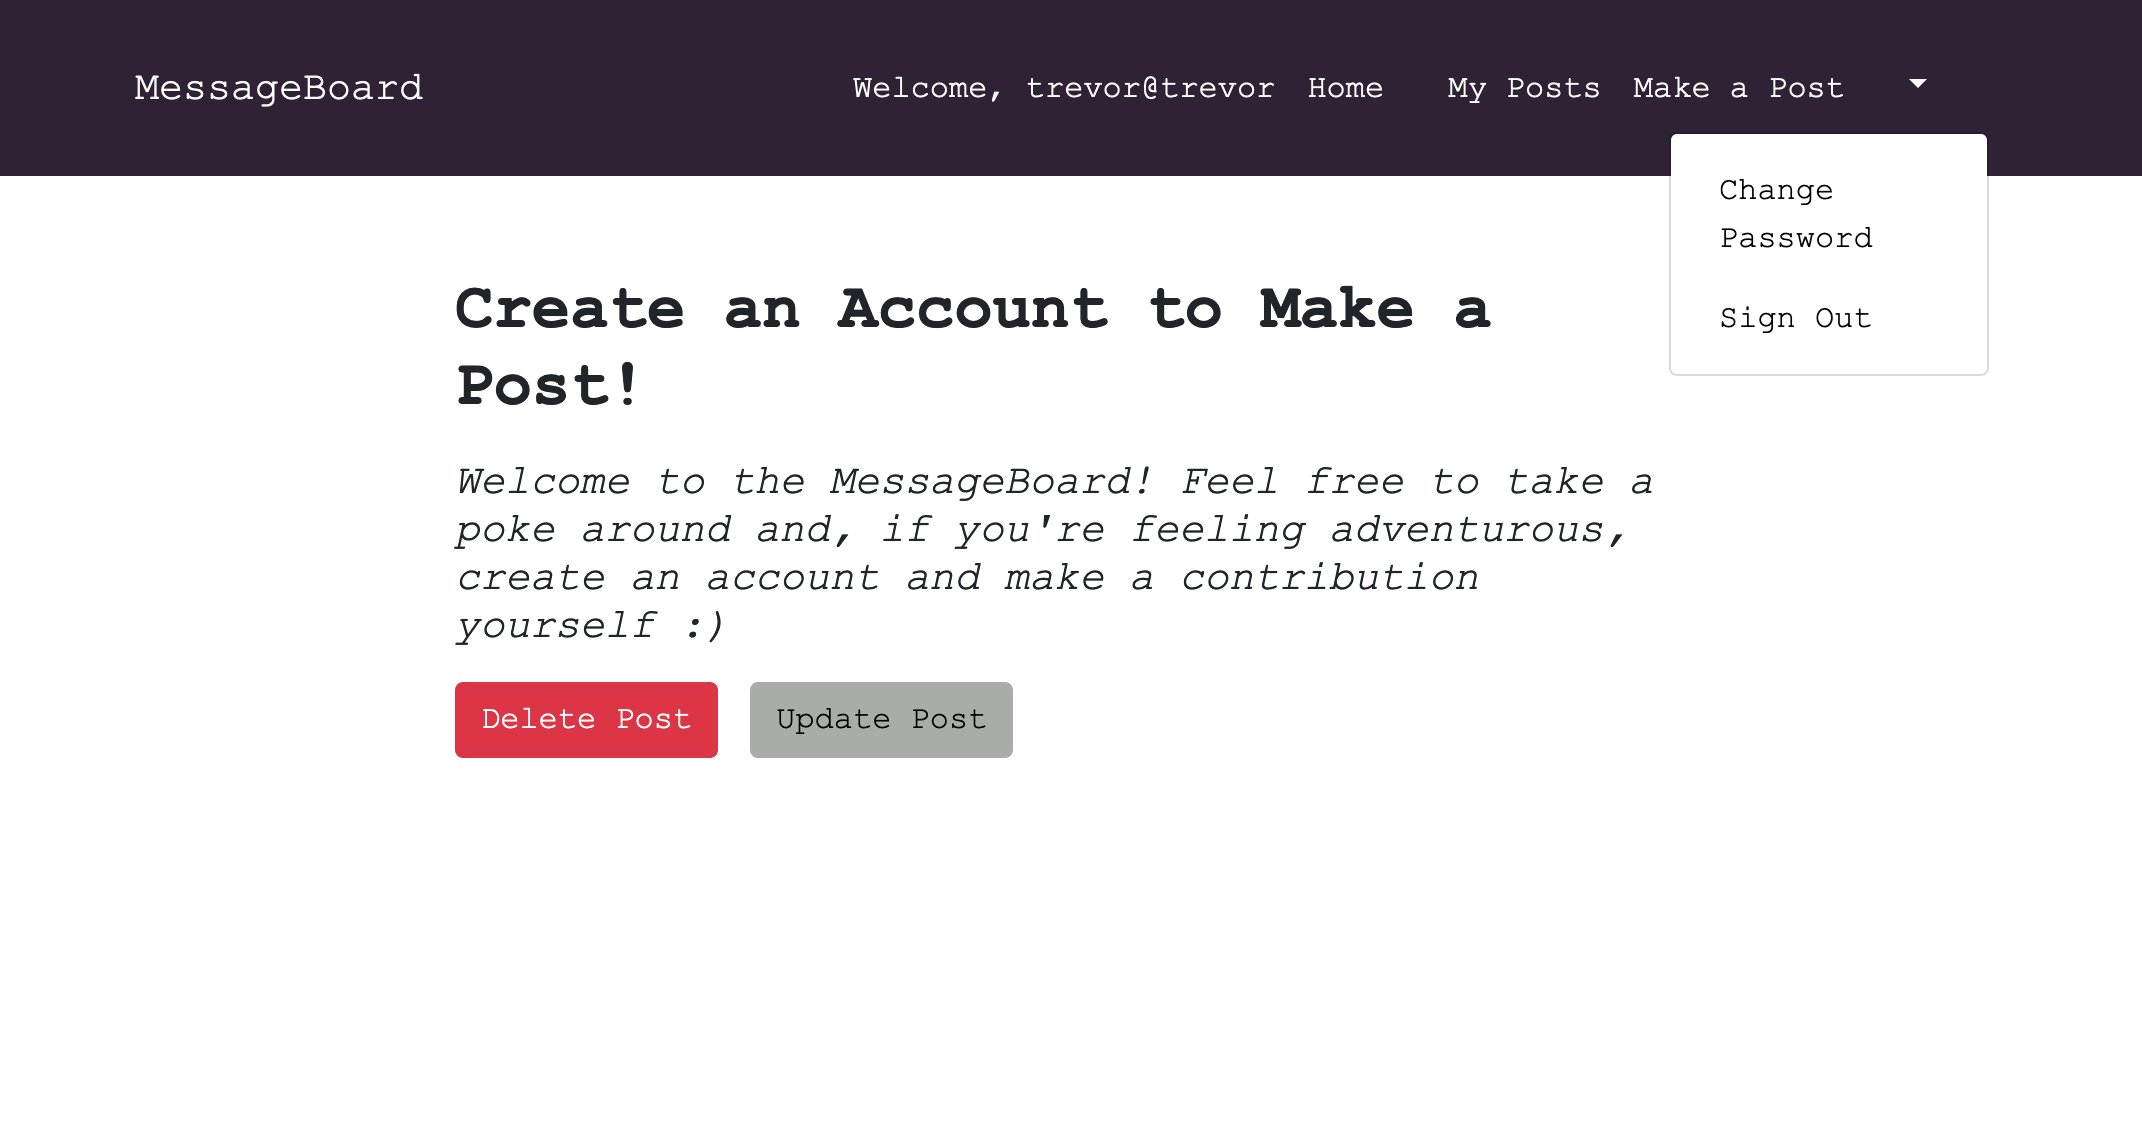 MessageBoard
Welcome, trevor@trevor Home My Posts Make a Post
Change
Password
Sign Out
Create an Account to Make a
Post!
Welcome to the MessageBoard! Feel free to take a
poke around and, if you're feeling adventurous,
create an account and make a contribution
yourself :)
Delete Post
Update Post